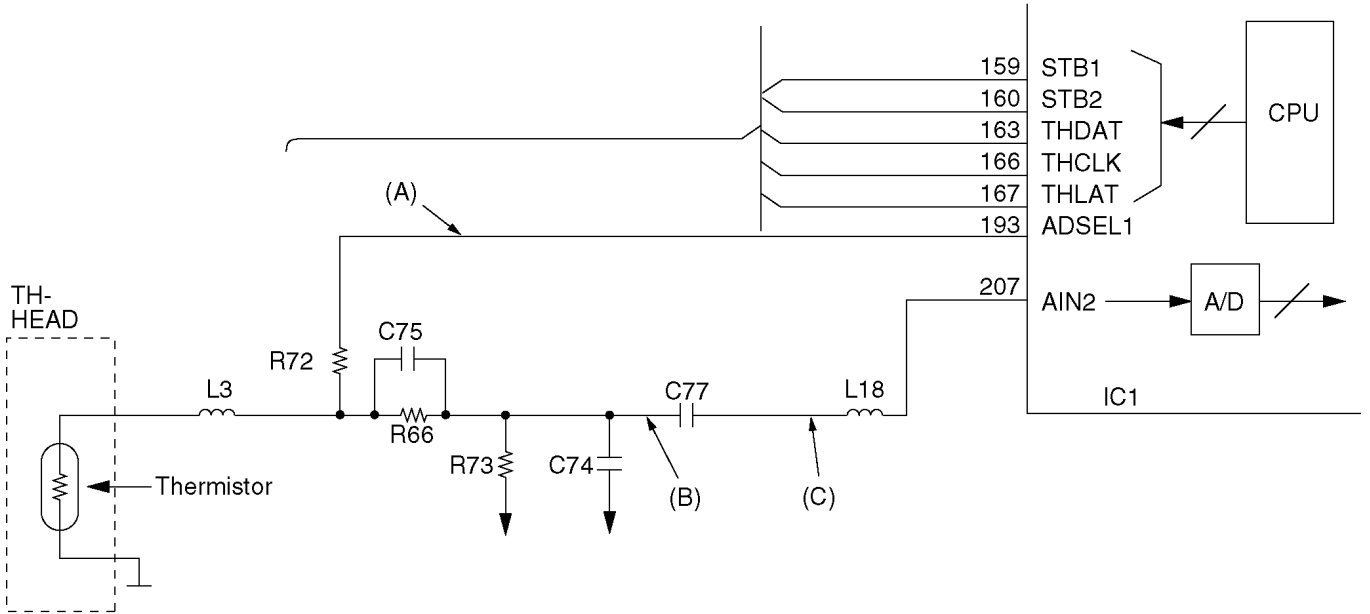 159 STB1
160 STB2
163 THDAT
166 THCLK
167 THLAT
193 ADSEL1
CPU
(A)
207 AIN2
A/D
TH-
HEAD
R72
C75
L3
R66
C77
L18
IC1
R73
C74
(B)
(C)
Thermistor